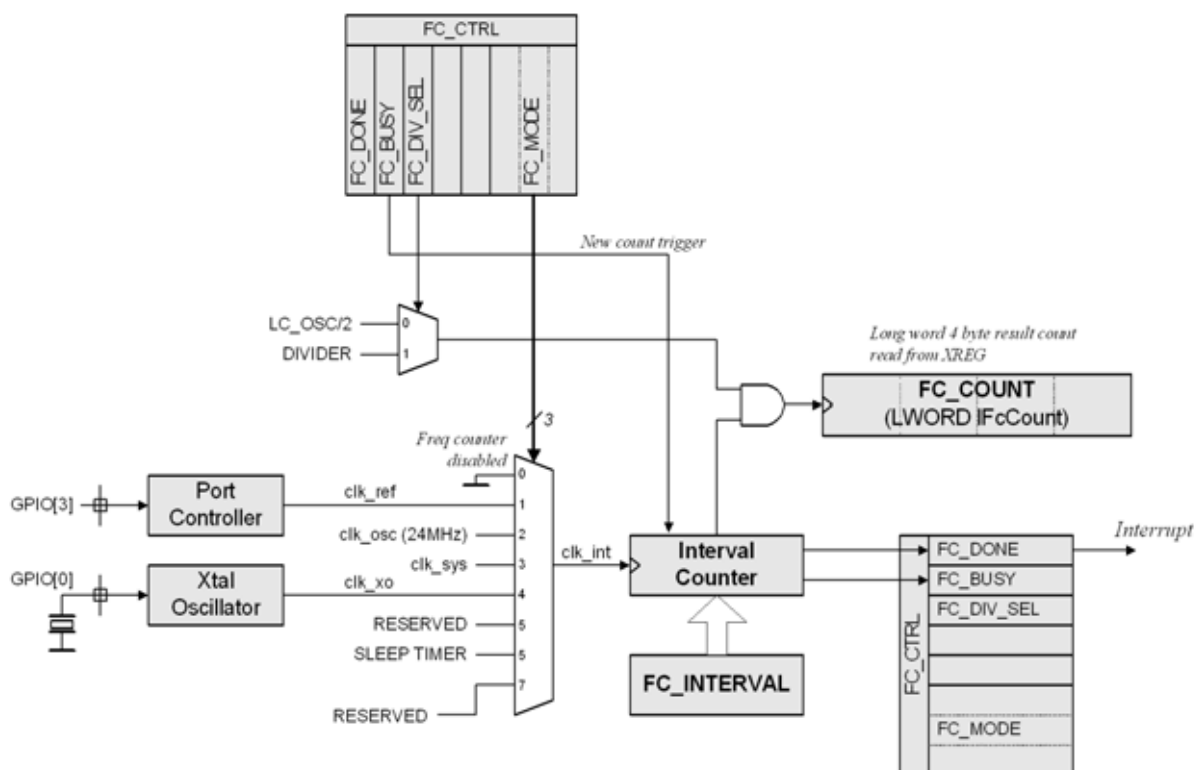 FC_CTRL
FC_DONE
FC_BUSY
FC_DIV_SEL
FC_MODE
New count trigger
LC_OSC/2
0
DIVIDER
1
Long word 4 byte result count
read from XREG
FC_COUNT
(LWORD lFcCount)
3
Freq counter
disabled
0
GPIO[3]
Port
Controller
clk_ref
1
clk_osc (24MHz)
2
clk_sys
3
GPIO[0]
Xtal
Oscillator
clk_xo
4
RESERVED
5
SLEEP TIMER
5
RESERVED
7
clk_int
Interval
Counter
FC_INTERVAL
FC_CTRL
FC_DONE
Interrupt
FC_BUSY
FC_DIV_SEL
FC_MODE